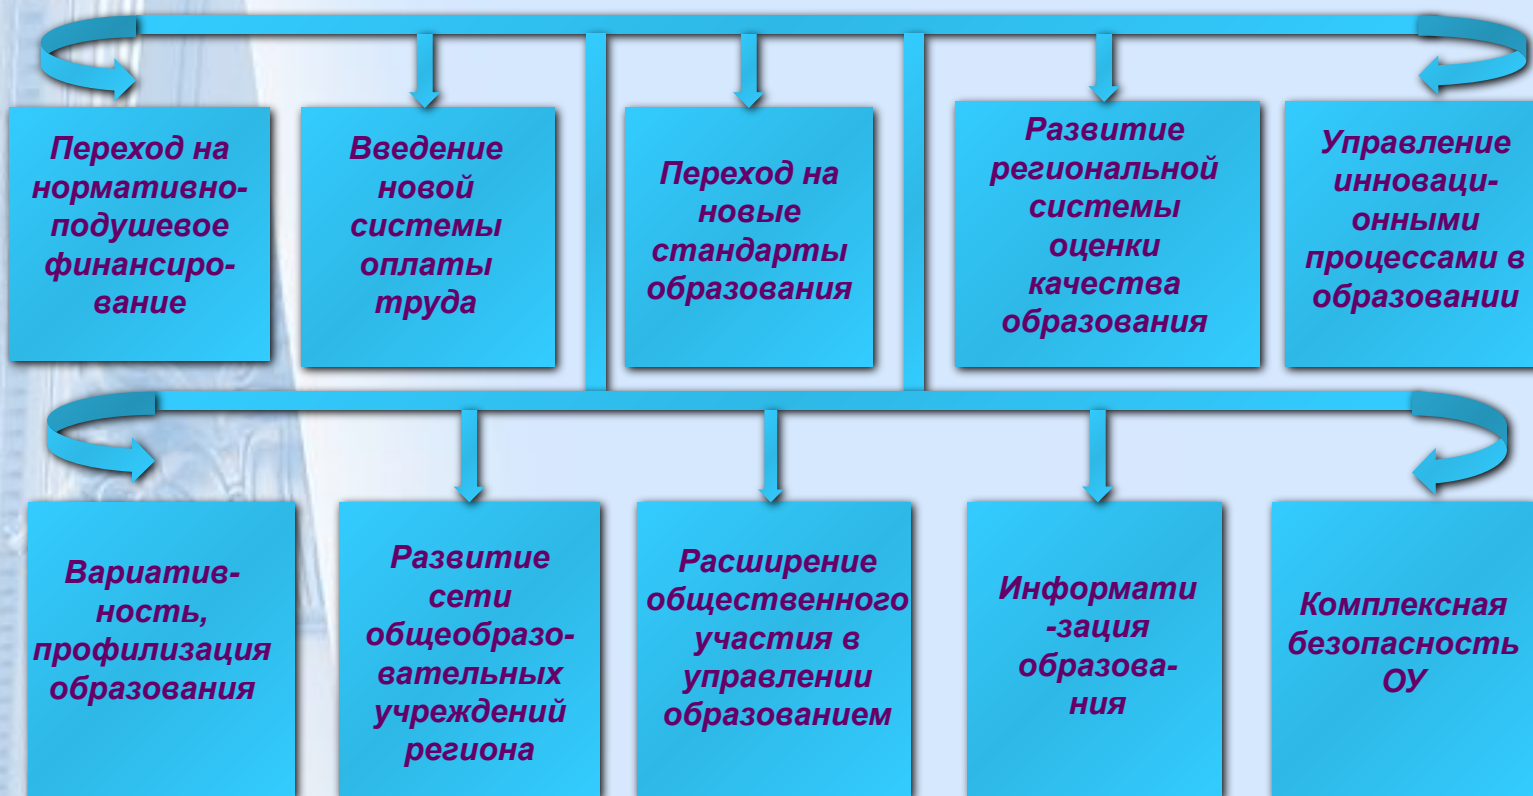 Переход на
нормативно-
подушевое
финансиро-
вание
Введение
новой
системы
оплаты
труда
Переход на
новые
стандарты
образования
Развитие
региональной
системы
оценки
качества
образования
Управление
инноваци-
онными
процессами в
образовании
Вариатив-
ность,
профилизация
образования
Развитие
сети
общеобразо-
вательных
учреждений
региона
Расширение
общественного
участия в
управлении
образованием
Информати
-зация
образова-
ния
Комплексная
безопасность
ОУ